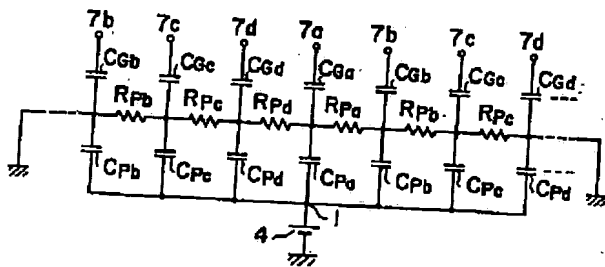 7b 7c 7d 7a 7b 7c 7d
CGb CGc CGd CGa CGb CGc CGd
RPb RPc RPd RPa RPb RPc
CPb CPc CPd CPa CPb CPc CPd
1
4